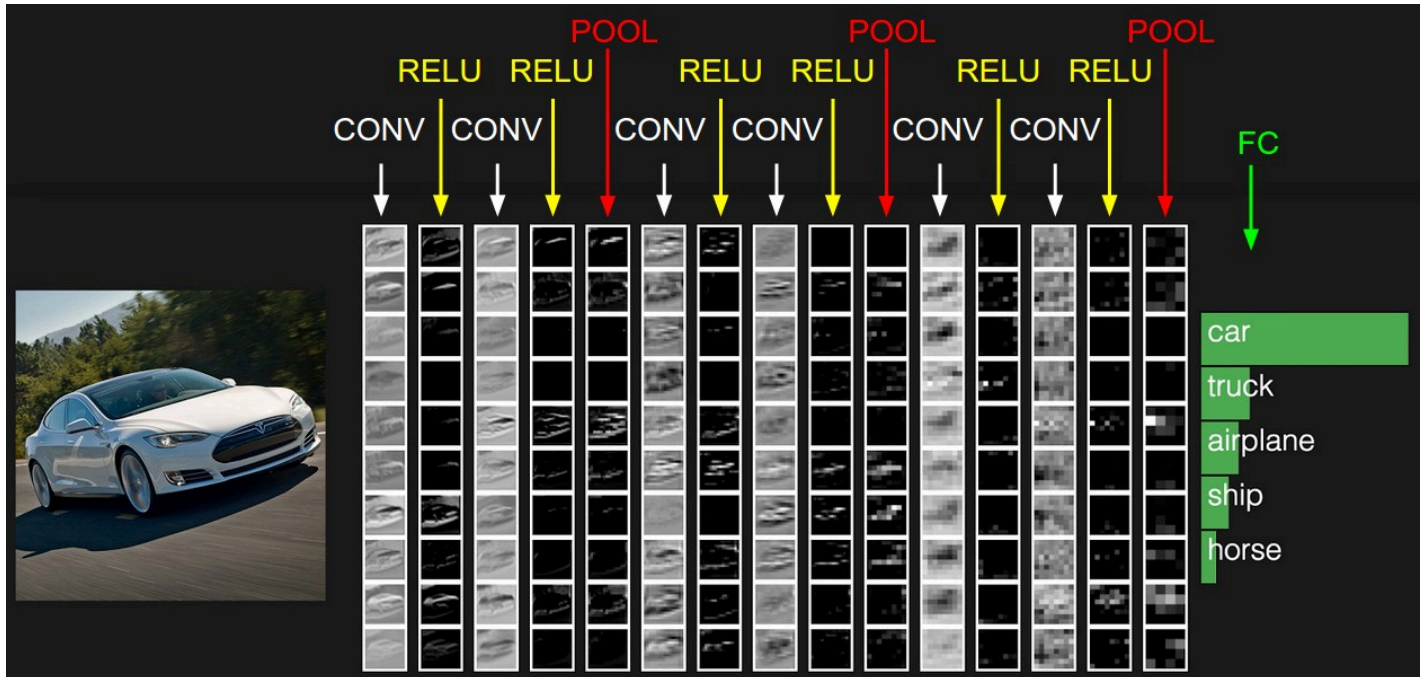 POOL POOL POOL
RELU RELU RELU RELU RELU RELU
CONV CONV CONV CONV CONV CONV
FC
car
truck
airplane
ship
horse